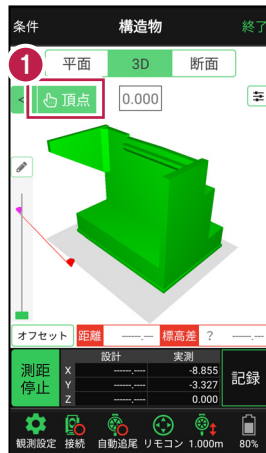 条件 構造物 終了
1 平面 3D 断面
< 頂点 0.000
オフセット 距離 -----.--- 標高差 ? -----.---
設計 実測
測距停止 X -----.---- -8.855 記録
Y -----.---- -3.327
Z -----.---- 0.000
観測設定 接続 自動追尾 リモコン 1.000m 80%